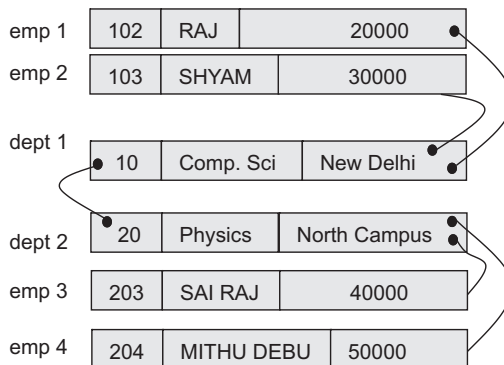 emp 1 102 RAJ 20000
emp 2 103 SHYAM 30000
dept 1 10 Comp. Sci New Delhi
dept 2 20 Physics North Campus
emp 3 203 SAI RAJ 40000
emp 4 204 MITHU DEBU 50000